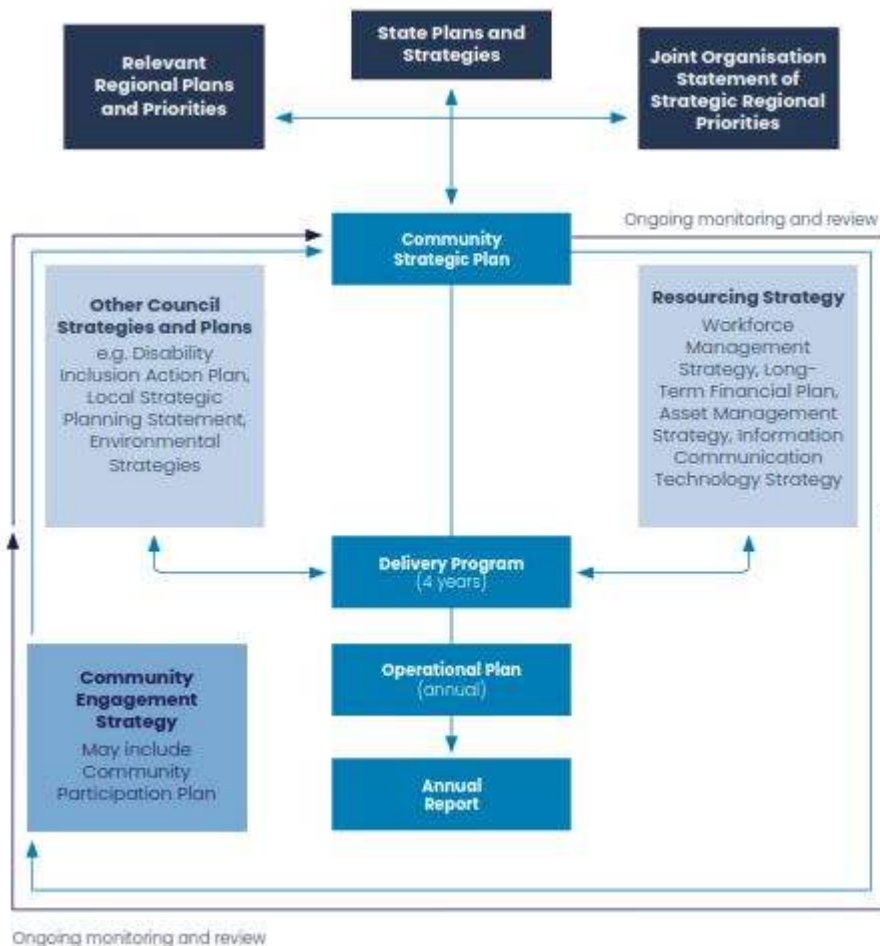 State Plans and
Strategies
Relevant
Regional Plans
and Priorities
Joint Organisation
Statement of
Strategic Regional
Priorities
Ongoing monitoring and review
Community
Strategic Plan
Other Council
Strategies and Plans
e.g. Disability
Inclusion Action Plan,
Local Strategic
Planning Statement,
Environmental
Strategies
Resourcing Strategy
Workforce
Management
Strategy, Long-
Term Financial Plan,
Asset Management
Strategy, Information
Communication
Technology Strategy
Delivery Program
(4 years)
Operational Plan
(annual)
Community
Engagement
Strategy
May include
Community
Participation Plan
Annual
Report
Ongoing monitoring and review